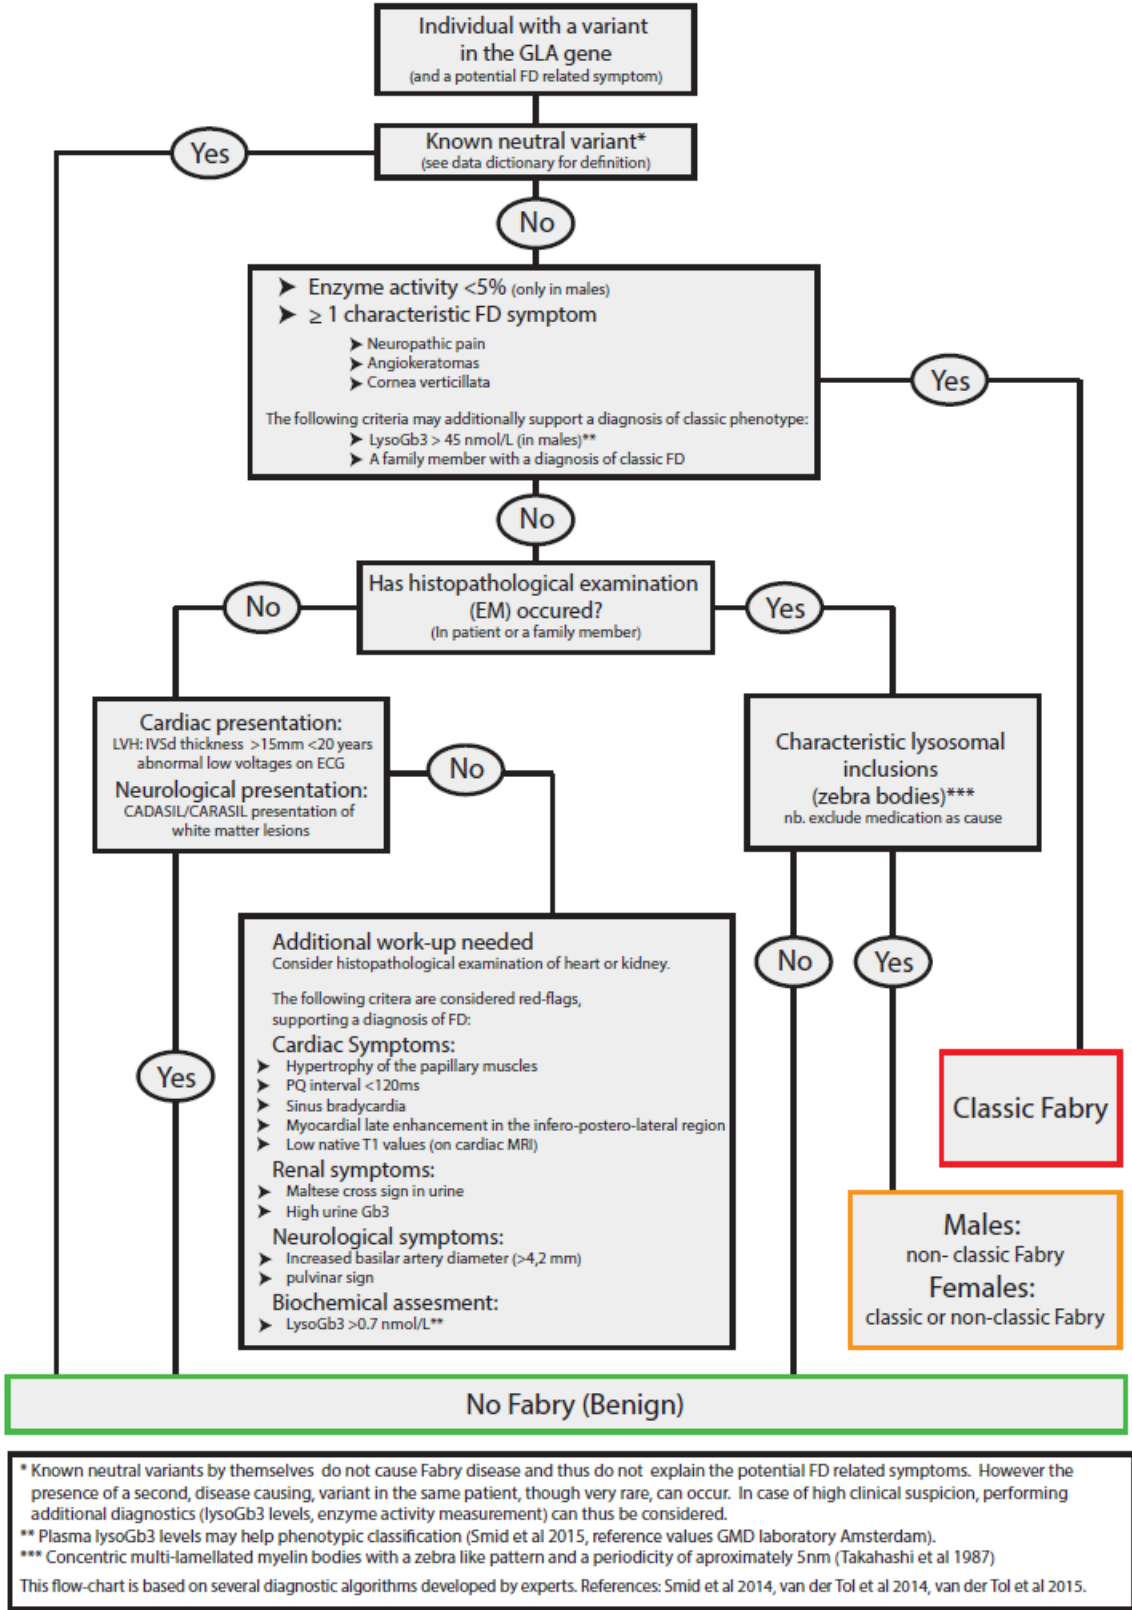 Individual with a variant
in the GLA gene
(and a potential FD related symptom)
Known neutral variant*
(see data dictionary for definition)
Yes
No
➤ Enzyme activity <5% (only in males)
➤ ≥ 1 characteristic FD symptom
➤ Neuropathic pain
➤ Angiokeratomas
➤ Cornea verticillata
The following criteria may additionally support a diagnosis of classic phenotype:
➤ LysoGb3 > 45 nmol/L (in males)**
➤ A family member with a diagnosis of classic FD
Yes
No
Has histopathological examination
(EM) occured?
(In patient or a family member)
No
Yes
Cardiac presentation:
LVH: IVSd thickness >15mm <20 years
abnormal low voltages on ECG
Neurological presentation:
CADASIL/CARASIL presentation of
white matter lesions
No
Characteristic lysosomal
inclusions
(zebra bodies)***
nb. exclude medication as cause
Additional work-up needed
Consider histopathological examination of heart or kidney.
The following critera are considered red-flags,
supporting a diagnosis of FD:
Cardiac Symptoms:
➤ Hypertrophy of the papillary muscles
➤ PQ interval <120ms
➤ Sinus bradycardia
➤ Myocardial late enhancement in the infero-postero-lateral region
➤ Low native T1 values (on cardiac MRI)
Renal symptoms:
➤ Maltese cross sign in urine
➤ High urine Gb3
Neurological symptoms:
➤ Increased basilar artery diameter (>4,2 mm)
➤ pulvinar sign
Biochemical assesment:
➤ LysoGb3 >0.7 nmol/L**
Yes
No
Yes
Classic Fabry
Males:
non- classic Fabry
Females:
classic or non-classic Fabry
No Fabry (Benign)
* Known neutral variants by themselves do not cause Fabry disease and thus do not explain the potential FD related symptoms. However the
presence of a second, disease causing, variant in the same patient, though very rare, can occur. In case of high clinical suspicion, performing
additional diagnostics (lysoGb3 levels, enzyme activity measurement) can thus be considered.
** Plasma lysoGb3 levels may help phenotypic classification (Smid et al 2015, reference values GMD laboratory Amsterdam).
*** Concentric multi-lamellated myelin bodies with a zebra like pattern and a periodicity of aproximately 5nm (Takahashi et al 1987)
This flow-chart is based on several diagnostic algorithms developed by experts. References: Smid et al 2014, van der Tol et al 2014, van der Tol et al 2015.